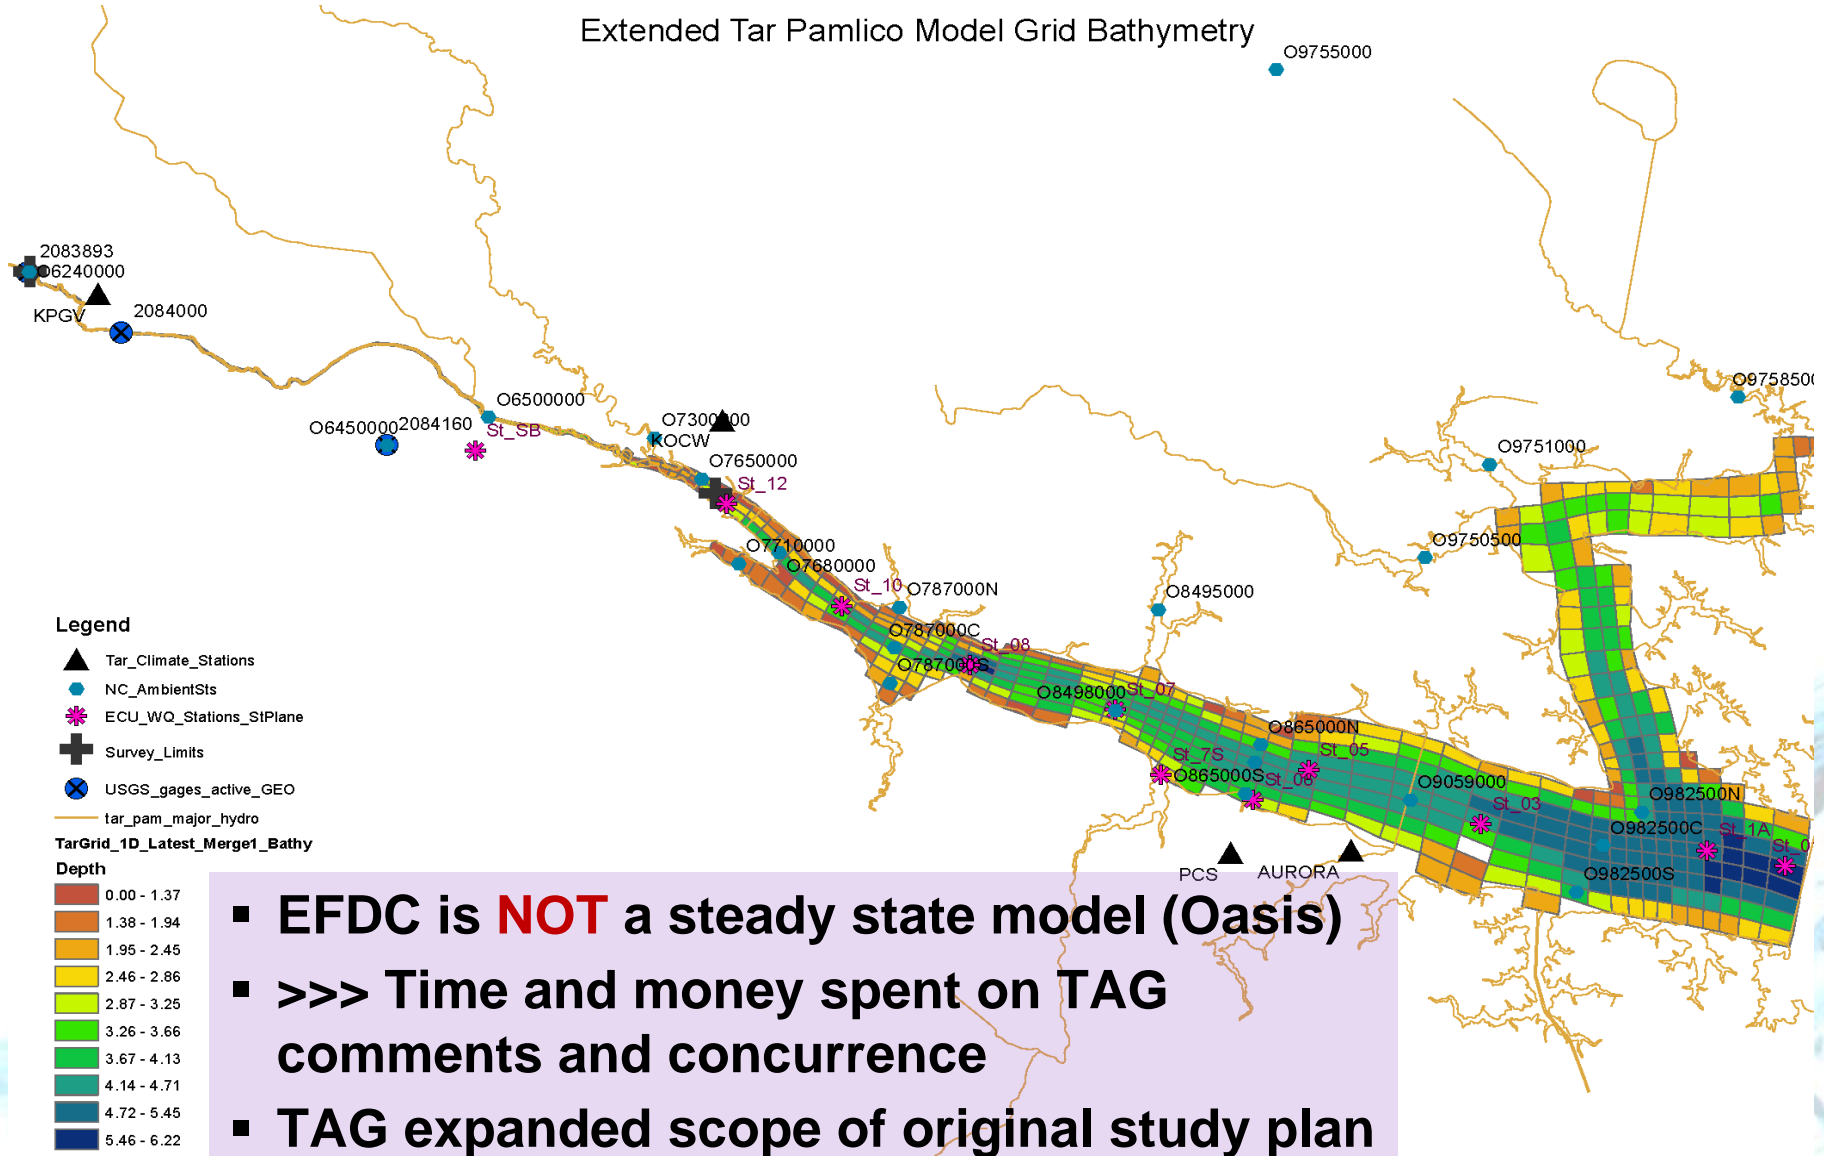 Extended Tar Pamlico Model Grid Bathymetry
O9755000
2083893
O6240000
KPGV
2084000
O9758500
O6500000
O7300000
O6450000
2084160
St_SB
KOCW
O9751000
O7650000
St_12
O9750500
O7710000
O7680000
St_10
O787000N
O8495000
O787000C
St_08
O787000S
O8498000
St_07
O865000N
St_7S
St_05
O865000S
St_06
O9059000
O982500N
St_03
O982500C
St_1A
St_0
O982500S
PCS
AURORA
Legend
Tar_Climate_Stations
NC_AmbientSts
ECU_WQ_Stations_StPlane
Survey_Limits
USGS_gages_active_GEO
tar_pam_major_hydro
TarGrid_1D_Latest_Merge1_Bathy
Depth
0.00 - 1.37
1.38 - 1.94
1.95 - 2.45
2.46 - 2.86
2.87 - 3.25
3.26 - 3.66
3.67 - 4.13
4.14 - 4.71
4.72 - 5.45
5.46 - 6.22
▪ EFDC is NOT a steady state model (Oasis)
▪ >>> Time and money spent on TAG
comments and concurrence
▪ TAG expanded scope of original study plan